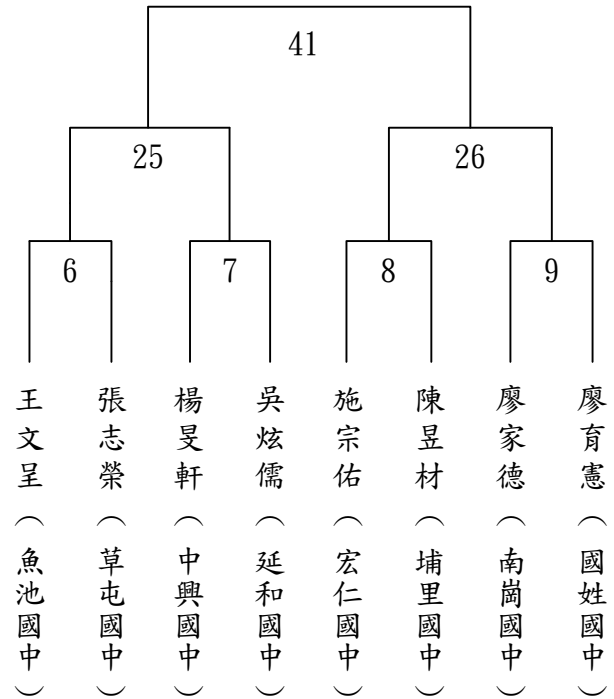 41
25
26
6
7
8
9
王文呈（魚池國中）
張志榮（草屯國中）
楊旻軒（中興國中）
吳炫儒（延和國中）
施宗佑（宏仁國中）
陳昱材（埔里國中）
廖家德（南崗國中）
廖育憲（國姓國中）